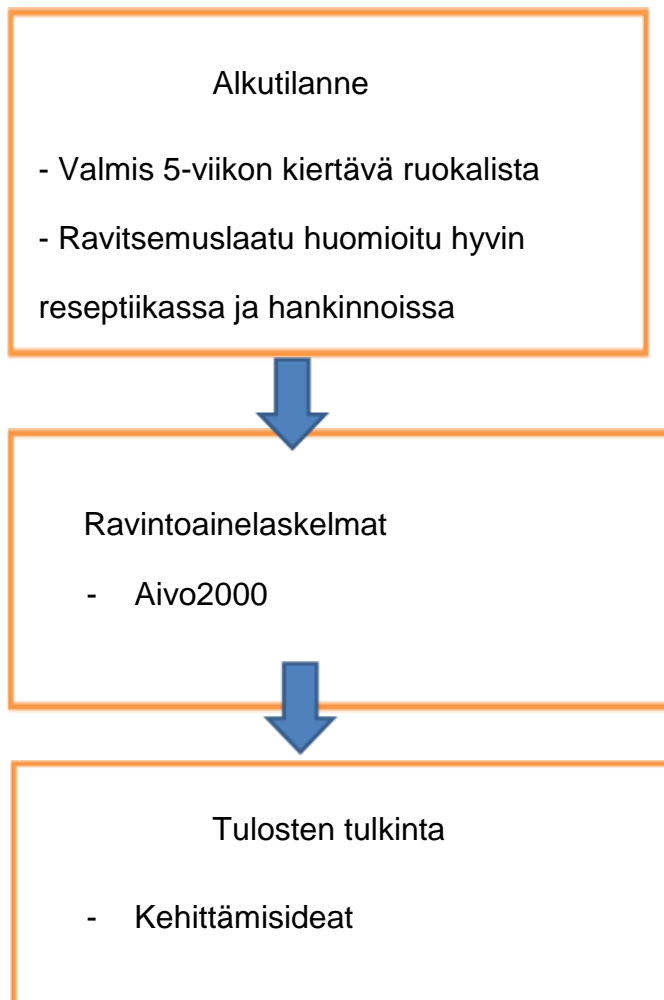 Alkutilanne
- Valmis 5-viikon kiertävä ruokalista
- Ravitsemuslaatu huomioitu hyvin
reseptiikassa ja hankinnoissa
Ravintoainelaskelmat
- Aivo2000
Tulosten tulkinta
- Kehittämisideat